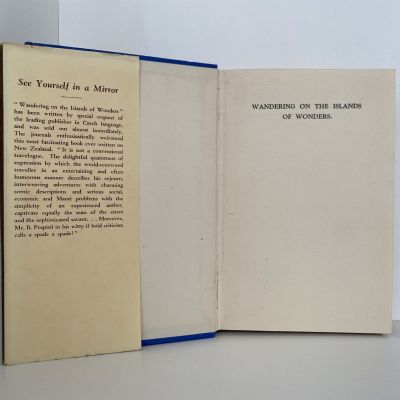 See Yourself in a Mirror
"Wandering on the Islands of Wonders"
has been written by special request of
the leading publisher in Czech language,
and was sold out almost immediately.
The journals enthusiastically welcomed
this most fascinating book ever written on
New Zealand. "It is not a conventional
travelogue. The delightful quaintness of
expression by which the world-renowned
traveller in an entertaining and often
humorous manner describes his sojourn,
interweaving adventures with charming
scenic descriptions and serious social,
economic and Maori problems with the
simplicity of an experienced author,
captivate equally the man of the street
and the sophisticated savant. . . Moreover,
Mr. B. Pospisil in his witty if bold criticism
calls a spade a spade!"
WANDERING ON THE ISLANDS
OF WONDERS.